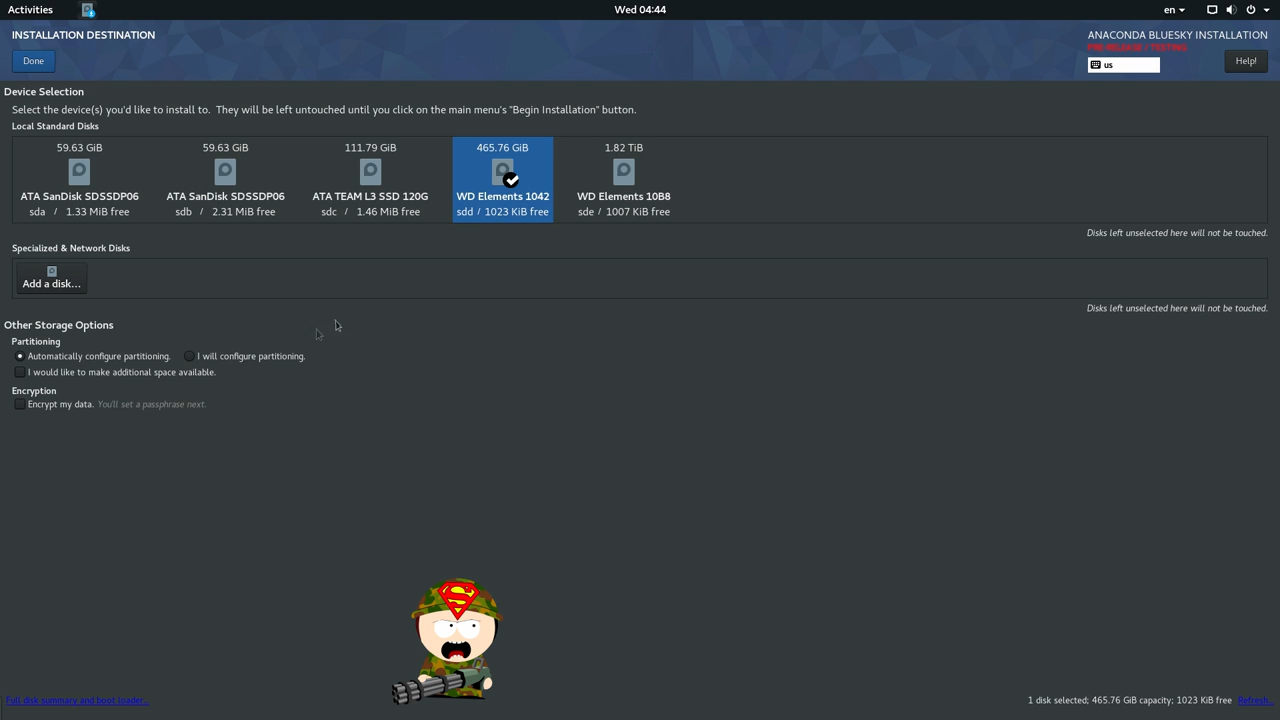 Activities
Wed 04:44
en
INSTALLATION DESTINATION
ANACONDA BLUESKY INSTALLATION
PRE-RELEASE / TESTING
Done
us
Help!
Device Selection
Select the device(s) you'd like to install to. They will be left untouched until you click on the main menu's "Begin Installation" button.
Local Standard Disks
59.63 GiB 59.63 GiB 111.79 GiB 465.76 GiB 1.82 TiB
ATA SanDisk SDSSDP06 ATA SanDisk SDSSDP06 ATA TEAM L3 SSD 120G WD Elements 1042 WD Elements 10B8
sda / 1.33 MiB free sdb / 2.31 MiB free sdc / 1.46 MiB free sdd / 1023 KiB free sde / 1007 KiB free
Disks left unselected here will not be touched.
Specialized & Network Disks
Add a disk...
Disks left unselected here will not be touched.
Other Storage Options
Partitioning
Automatically configure partitioning. I will configure partitioning.
I would like to make additional space available.
Encryption
Encrypt my data. You'll set a passphrase next.
Full disk summary and boot loader...
1 disk selected; 465.76 GiB capacity; 1023 KiB free Refresh...